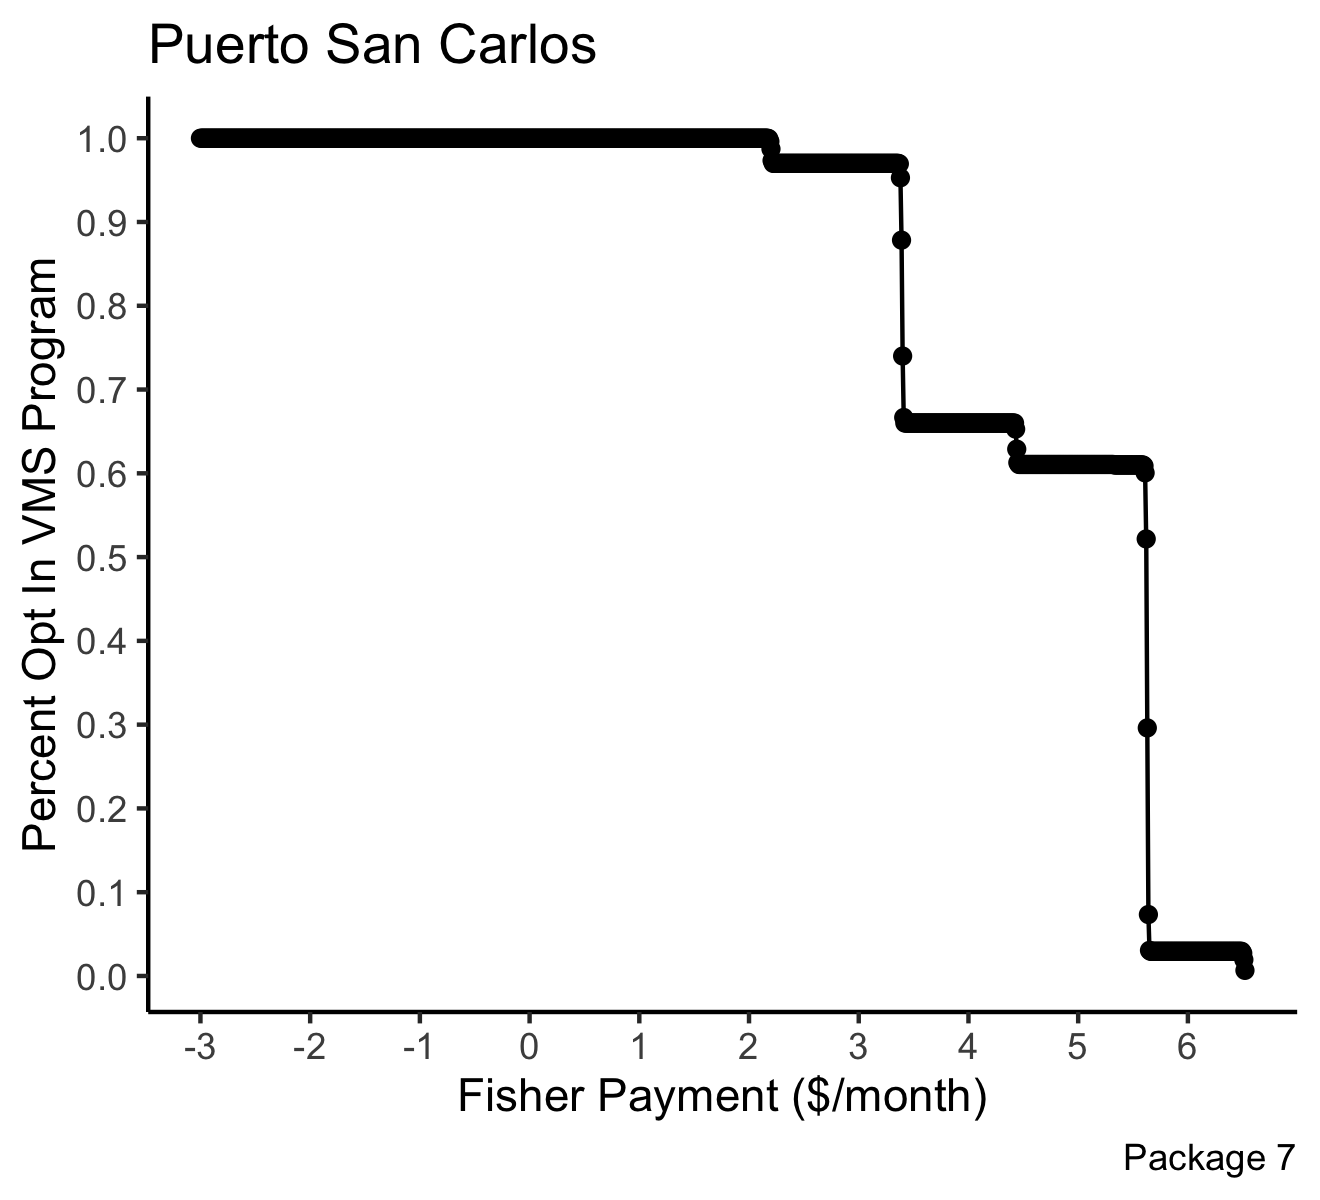 Puerto San Carlos
Percent Opt In VMS Program
1.0
0.9
0.8
0.7
0.6
0.5
0.4
0.3
0.2
0.1
0.0
-3 -2 -1 0 1 2 3 4 5 6
Fisher Payment ($/month)
Package 7